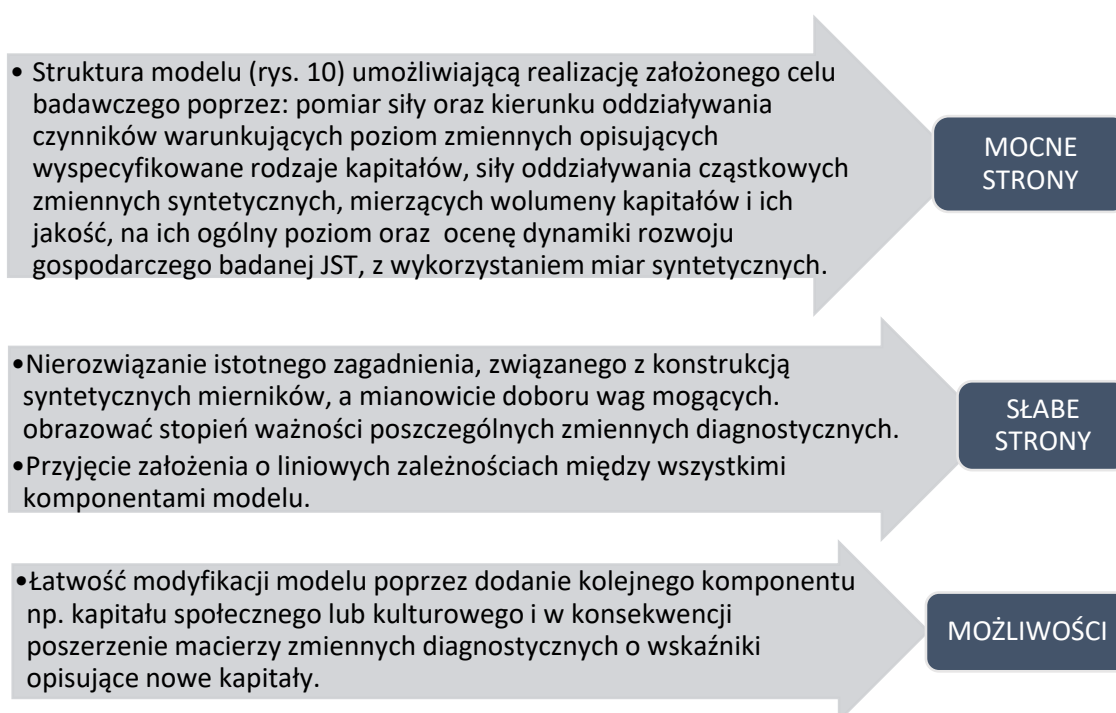 • Struktura modelu (rys. 10) umożliwiającą realizację założonego celu
badawczego poprzez: pomiar siły oraz kierunku oddziaływania
czynników warunkujących poziom zmiennych opisujących
wyspecyfikowane rodzaje kapitałów, siły oddziaływania cząstkowych
zmiennych syntetycznych, mierzących wolumeny kapitałów i ich
jakość, na ich ogólny poziom oraz ocenę dynamiki rozwoju
gospodarczego badanej JST, z wykorzystaniem miar syntetycznych.
MOCNE
STRONY
•Nierozwiązanie istotnego zagadnienia, związanego z konstrukcją
syntetycznych mierników, a mianowicie doboru wag mogących.
obrazować stopień ważności poszczególnych zmiennych diagnostycznych.
•Przyjęcie założenia o liniowych zależnościach między wszystkimi
komponentami modelu.
SŁABE
STRONY
•Łatwość modyfikacji modelu poprzez dodanie kolejnego komponentu
np. kapitału społecznego lub kulturowego i w konsekwencji
poszerzenie macierzy zmiennych diagnostycznych o wskaźniki
opisujące nowe kapitały.
MOŻLIWOŚCI